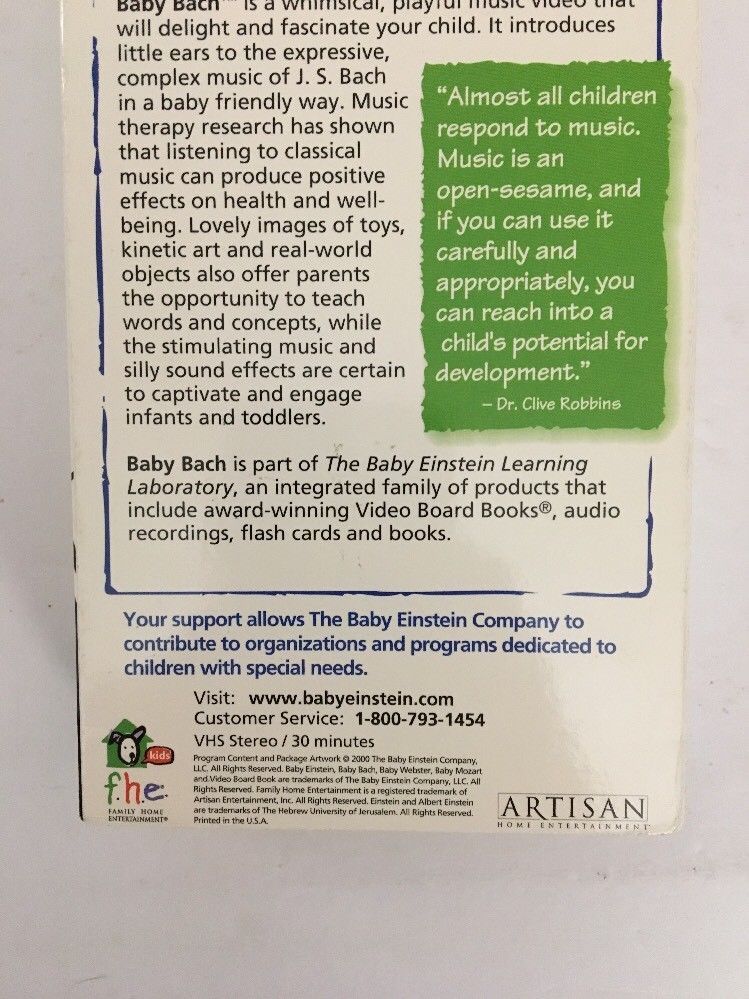 Baby Bach™ is a whimsical, playful music video that
will delight and fascinate your child. It introduces
little ears to the expressive,
complex music of J. S. Bach
in a baby friendly way. Music
therapy research has shown
that listening to classical
music can produce positive
effects on health and well-
being. Lovely images of toys,
kinetic art and real-world
objects also offer parents
the opportunity to teach
words and concepts, while
the stimulating music and
silly sound effects are certain
to captivate and engage
infants and toddlers.
“Almost all children
respond to music.
Music is an
open-sesame, and
if you can use it
carefully and
appropriately, you
can reach into a
child's potential for
development.”
– Dr. Clive Robbins
Baby Bach is part of The Baby Einstein Learning
Laboratory, an integrated family of products that
include award-winning Video Board Books®, audio
recordings, flash cards and books.
Your support allows The Baby Einstein Company to
contribute to organizations and programs dedicated to
children with special needs.
Visit: www.babyeinstein.com
Customer Service: 1-800-793-1454
VHS Stereo / 30 minutes
Program Content and Package Artwork © 2000 The Baby Einstein Company,
LLC. All Rights Reserved. Baby Einstein, Baby Bach, Baby Webster, Baby Mozart
and Video Board Book are trademarks of The Baby Einstein Company, LLC. All
Rights Reserved. Family Home Entertainment is a registered trademark of
Artisan Entertainment, Inc. All Rights Reserved. Einstein and Albert Einstein
are trademarks of The Hebrew University of Jerusalem. All Rights Reserved.
Printed in the U.S.A.
kids
f.h.e.
FAMILY HOME
ENTERTAINMENT®
ARTISAN
HOME ENTERTAINMENT™